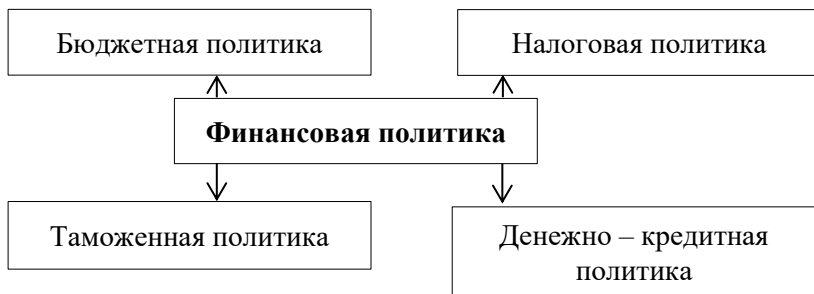 Бюджетная политика
Налоговая политика
Финансовая политика
Таможенная политика
Денежно – кредитная
политика